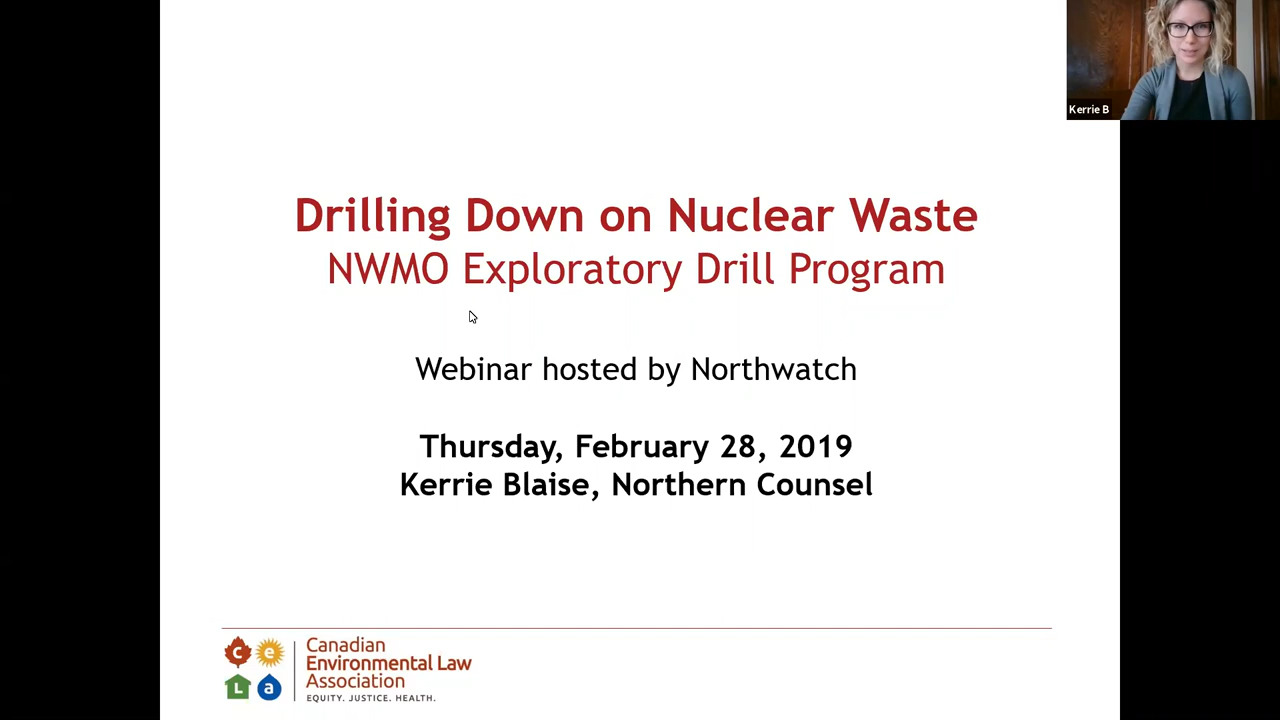 Kerrie B
Drilling Down on Nuclear Waste
NWMO Exploratory Drill Program
Webinar hosted by Northwatch
Thursday, February 28, 2019
Kerrie Blaise, Northern Counsel
c e
L a
Canadian
Environmental Law
Association
EQUITY. JUSTICE. HEALTH.